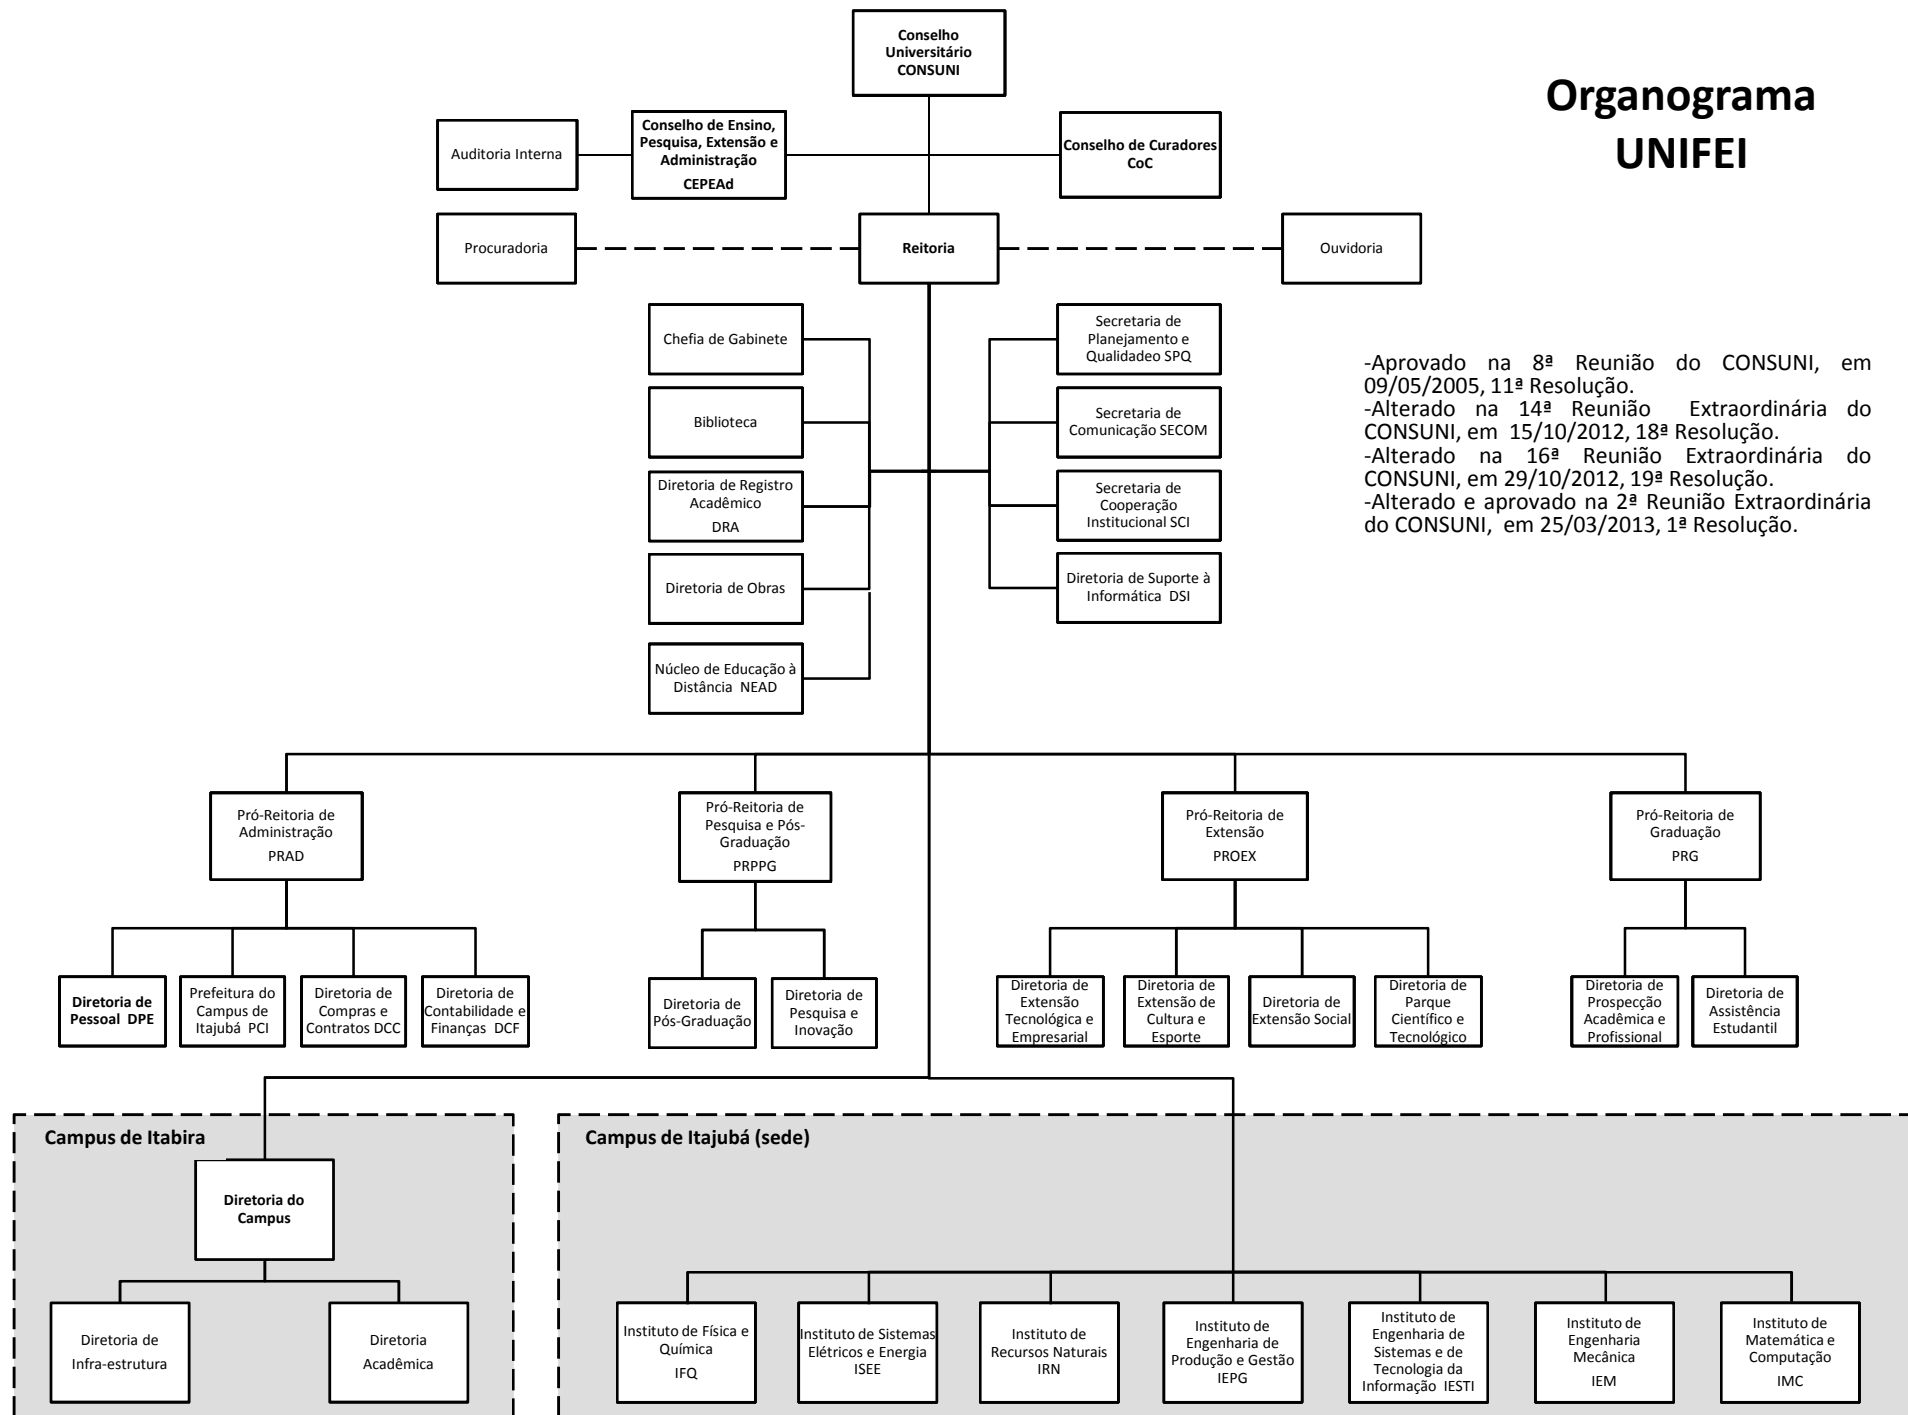 Conselho
Universitário
CONSUNI
Organograma
UNIFEI
Auditoria Interna
Conselho de Ensino,
Pesquisa, Extensão e
Administração
CEPEAd
Conselho de Curadores
CoC
Procuradoria
Reitoria
Ouvidoria
Chefia de Gabinete
Secretaria de
Planejamento e
Qualidadeo SPQ
-Aprovado na 8ª Reunião do CONSUNI, em
09/05/2005, 11ª Resolução.
-Alterado na 14ª Reunião Extraordinária do
CONSUNI, em 15/10/2012, 18ª Resolução.
-Alterado na 16ª Reunião Extraordinária do
CONSUNI, em 29/10/2012, 19ª Resolução.
-Alterado e aprovado na 2ª Reunião Extraordinária
do CONSUNI, em 25/03/2013, 1ª Resolução.
Biblioteca
Secretaria de
Comunicação SECOM
Diretoria de Registro
Acadêmico
DRA
Secretaria de
Cooperação
Institucional SCI
Diretoria de Obras
Diretoria de Suporte à
Informática DSI
Núcleo de Educação à
Distância NEAD
Pró-Reitoria de
Administração
PRAD
Pró-Reitoria de
Pesquisa e Pós-
Graduação
PRPPG
Pró-Reitoria de
Extensão
PROEX
Pró-Reitoria de
Graduação
PRG
Diretoria de
Pessoal DPE
Prefeitura do
Campus de
Itajubá PCI
Diretoria de
Compras e
Contratos DCC
Diretoria de
Contabilidade e
Finanças DCF
Diretoria de
Pós-Graduação
Diretoria de
Pesquisa e
Inovação
Diretoria de
Extensão
Tecnológica e
Empresarial
Diretoria de
Extensão de
Cultura e
Esporte
Diretoria de
Extensão Social
Diretoria de
Parque
Científico e
Tecnológico
Diretoria de
Prospecção
Acadêmica e
Profissional
Diretoria de
Assistência
Estudantil
Campus de Itabira
Diretoria do
Campus
Diretoria de
Infra-estrutura
Diretoria
Acadêmica
Campus de Itajubá (sede)
Instituto de Física e
Química
IFQ
Instituto de Sistemas
Elétricos e Energia
ISEE
Instituto de
Recursos Naturais
IRN
Instituto de
Engenharia de
Produção e Gestão
IEPG
Instituto de
Engenharia de
Sistemas e de
Tecnologia da
Informação IESTI
Instituto de
Engenharia
Mecânica
IEM
Instituto de
Matemática e
Computação
IMC